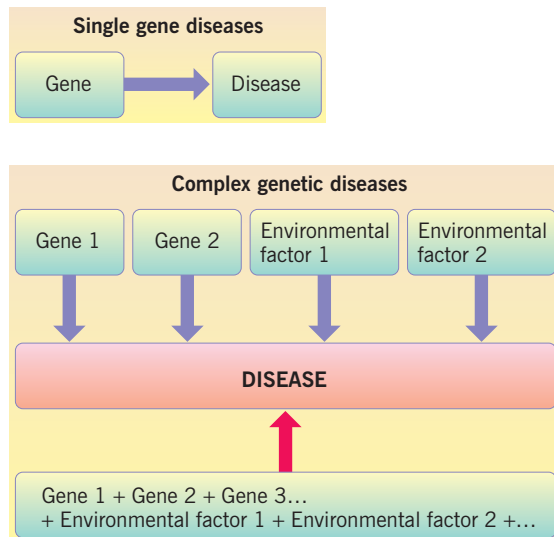 Single gene diseases
Gene
Disease
Complex genetic diseases
Gene 1
Gene 2
Environmental
factor 1
Environmental
factor 2
DISEASE
Gene 1 + Gene 2 + Gene 3…
+ Environmental factor 1 + Environmental factor 2 +…